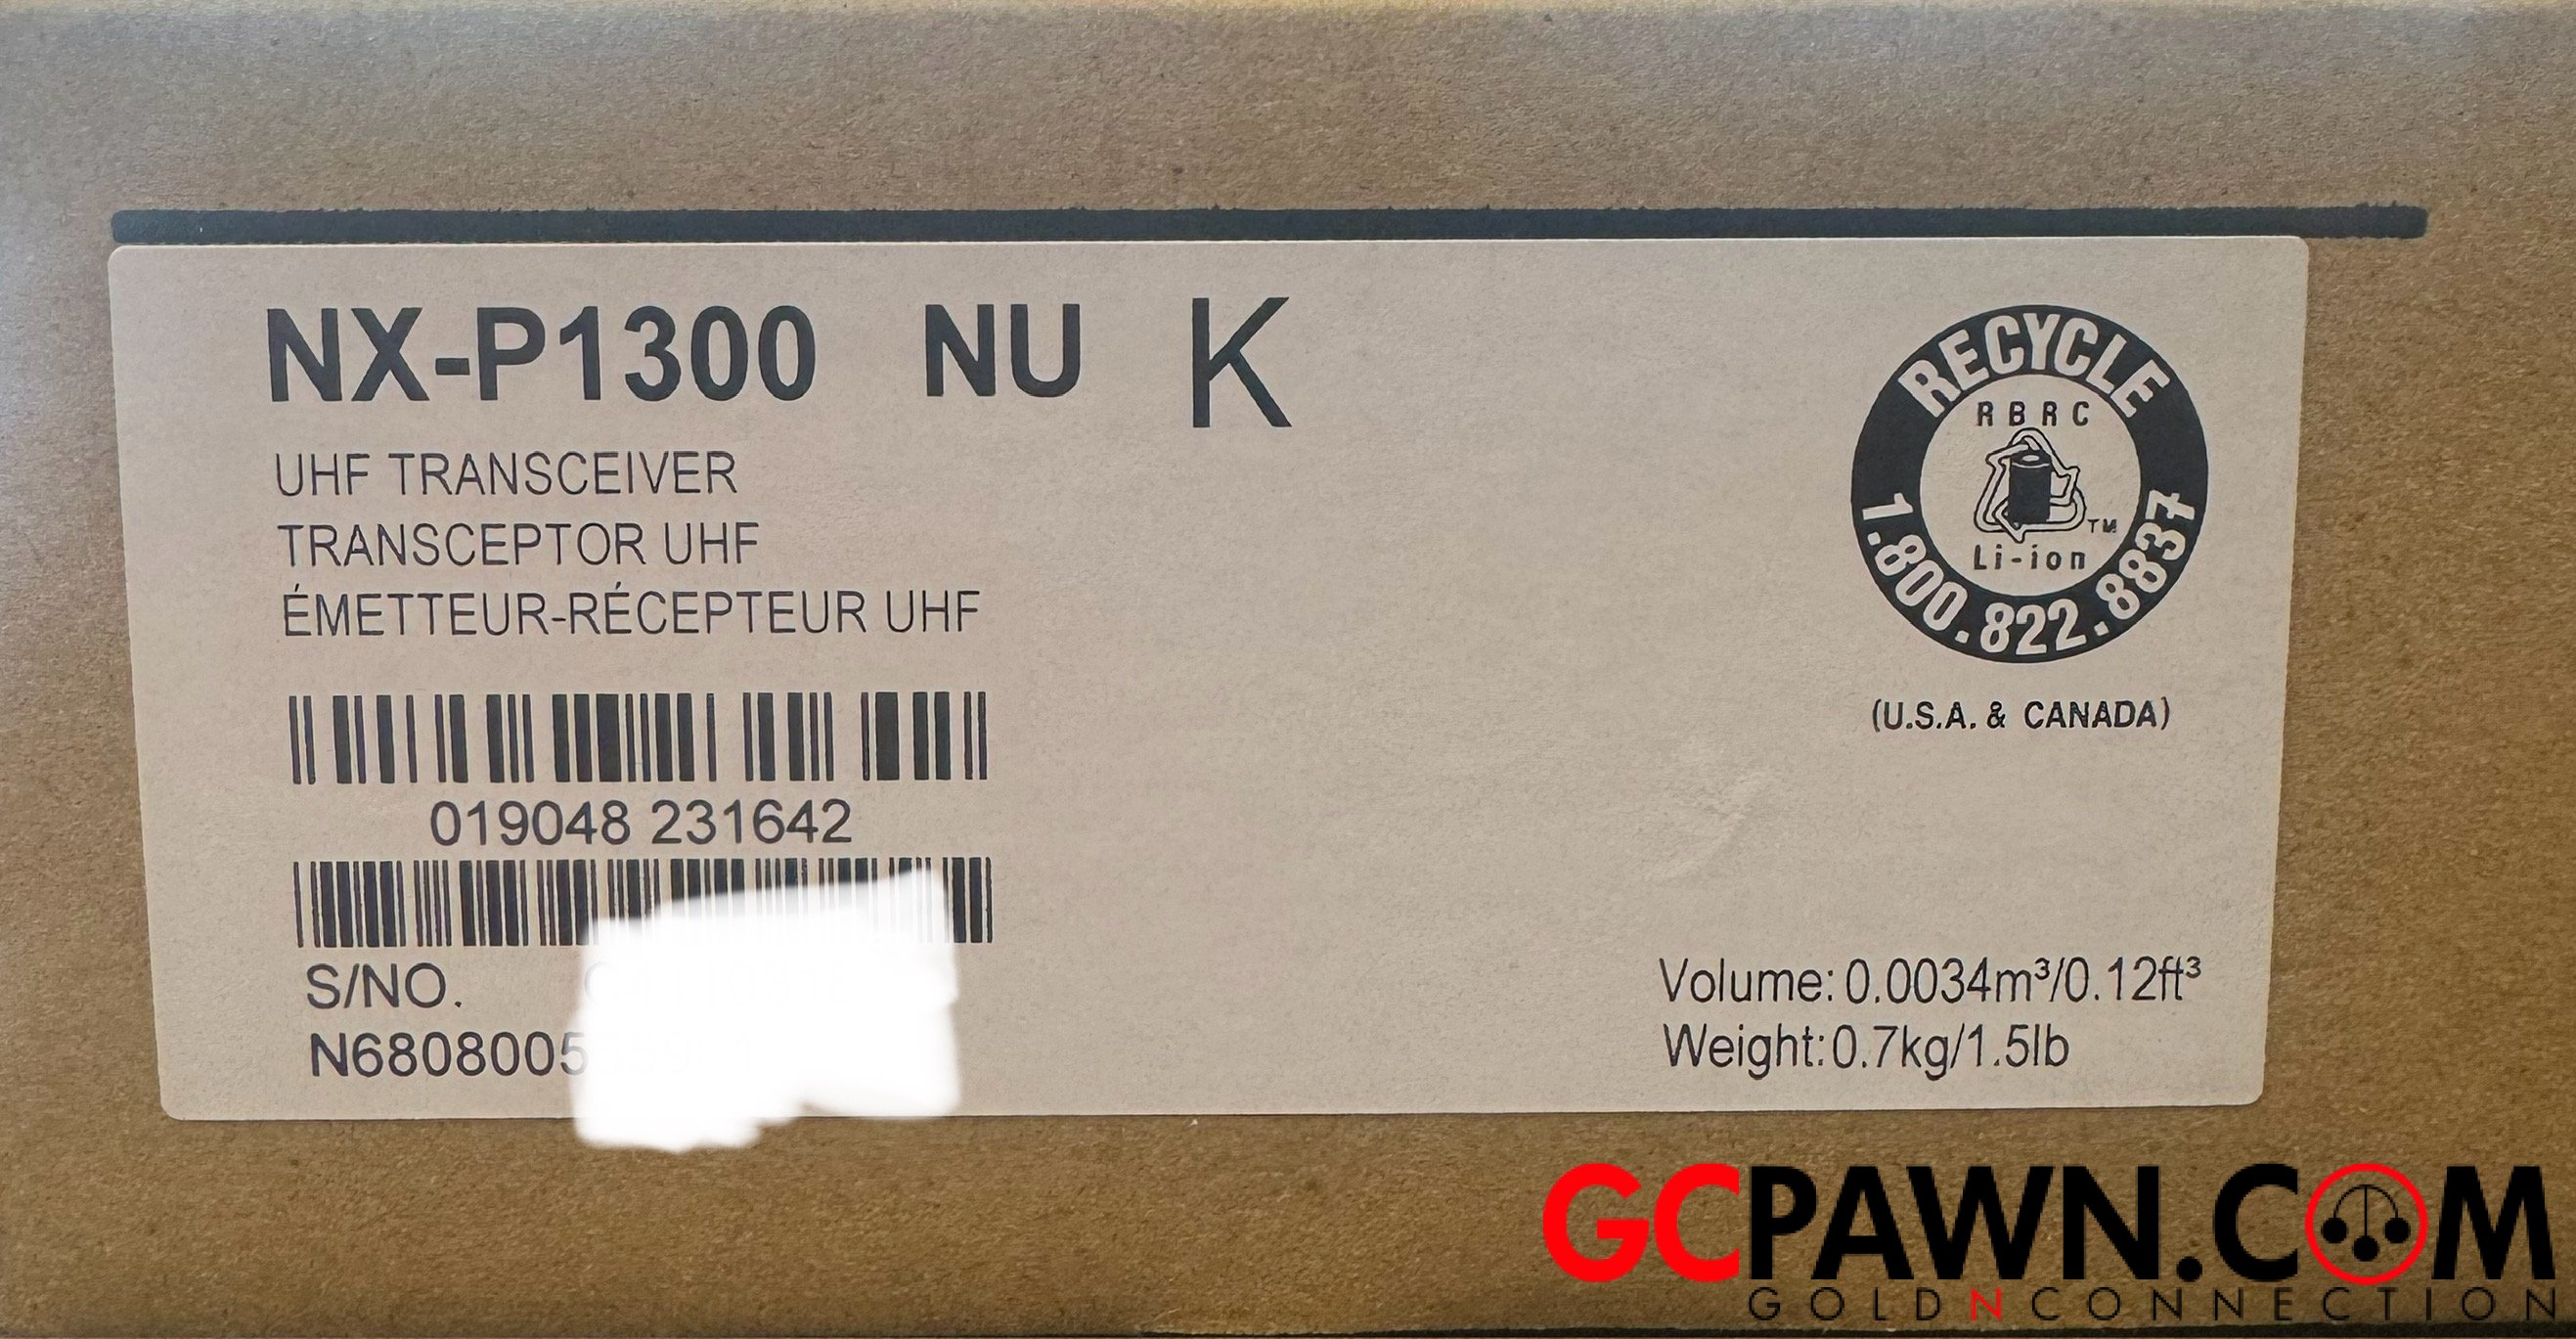 NX-P1300 NU K
UHF TRANSCEIVER
TRANSCEPTOR UHF
ÉMETTEUR-RÉCEPTEUR UHF
019048 231642
S/NO.
N6808005
RECYCLE
RBRC
TM
Li-ion
1.800.822.8837
(U.S.A. & CANADA)
Volume: 0.0034m³/0.12ft³
Weight: 0.7kg/1.5lb
GCPAWN.COM
GOLDNCONNECTION